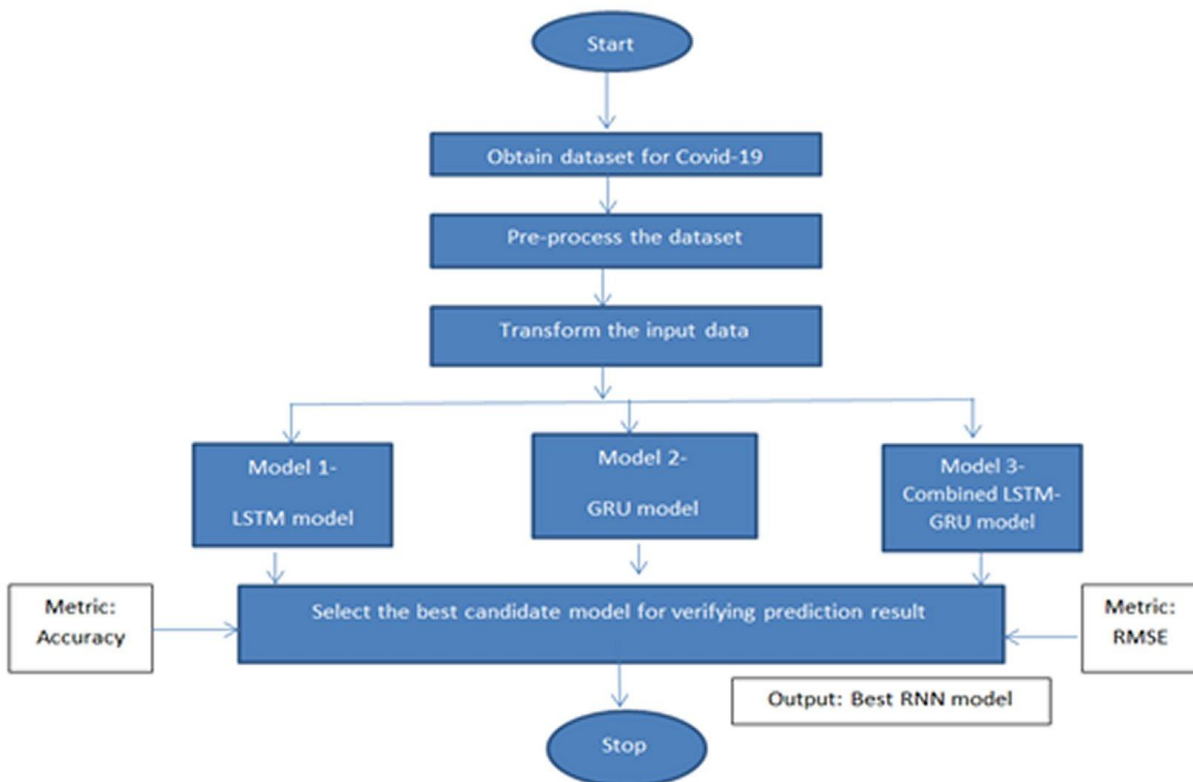 Start
Obtain dataset for Covid-19
Pre-process the dataset
Transform the input data
Model 1-
LSTM model
Model 2-
GRU model
Model 3-
Combined LSTM-
GRU model
Metric:
Accuracy
Select the best candidate model for verifying prediction result
Metric:
RMSE
Output: Best RNN model
Stop